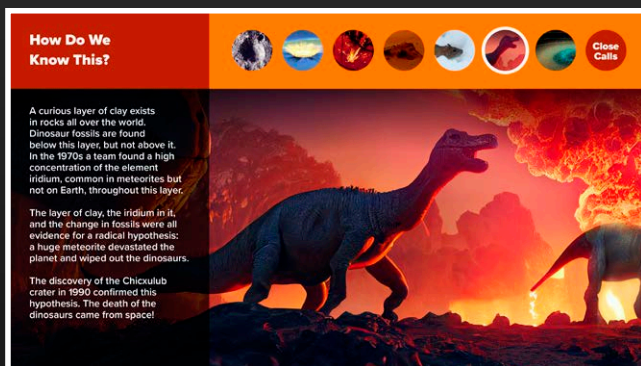 How Do We
Know This?
Close
Calls
A curious layer of clay exists
in rocks all over the world.
Dinosaur fossils are found
below this layer, but not above it.
In the 1970s a team found a high
concentration of the element
iridium, common in meteorites but
not on Earth, throughout this layer.
The layer of clay, the iridium in it,
and the change in fossils were all
evidence for a radical hypothesis:
a huge meteorite devastated the
planet and wiped out the dinosaurs.
The discovery of the Chicxulub
crater in 1990 confirmed this
hypothesis. The death of the
dinosaurs came from space!